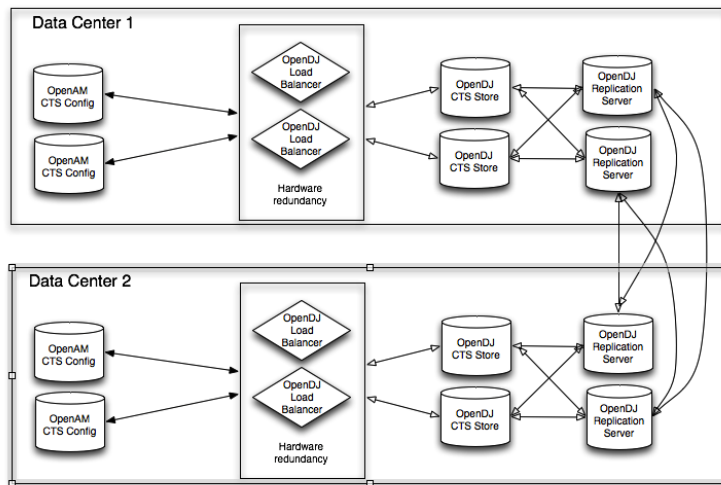 Data Center 1
OpenAM
CTS Config
OpenAM
CTS Config
OpenDJ
Load
Balancer
OpenDJ
Load
Balancer
Hardware
redundancy
OpenDJ
CTS Store
OpenDJ
CTS Store
OpenDJ
Replication
Server
OpenDJ
Replication
Server
Data Center 2
OpenAM
CTS Config
OpenAM
CTS Config
OpenDJ
Load
Balancer
OpenDJ
Load
Balancer
Hardware
redundancy
OpenDJ
CTS Store
OpenDJ
CTS Store
OpenDJ
Replication
Server
OpenDJ
Replication
Server